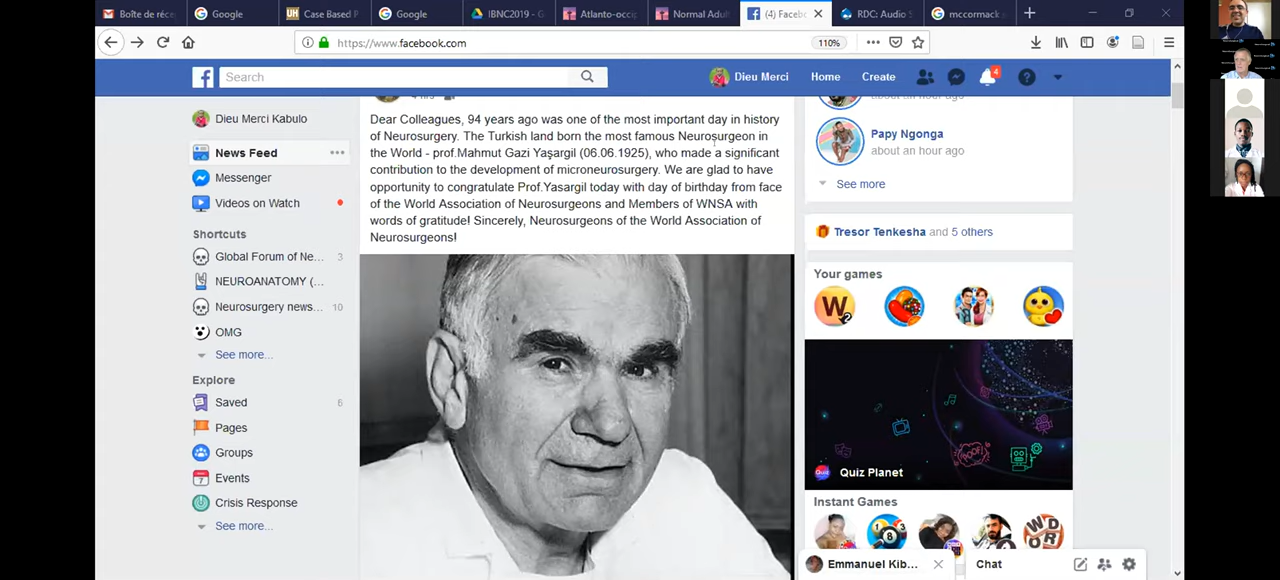 Boîte de réce
Google
Case Based P
Google
IBNC2019 - G
Atlanto-occip
Normal Adul
(4) Facebo
RDC: Audio S
mccormack s
https://www.facebook.com
110%
Search
Dieu Merci
Home
Create
4
Dieu Merci Kabulo
News Feed
Messenger
Videos on Watch
Shortcuts
Global Forum of Ne... 3
NEUROANATOMY (...
Neurosurgery news... 10
OMG
See more...
Explore
Saved 6
Pages
Groups
Events
Crisis Response
See more...
Dear Colleagues, 94 years ago was one of the most important day in history
of Neurosurgery. The Turkish land born the most famous Neurosurgeon in
the World - prof.Mahmut Gazi Yaşargil (06.06.1925), who made a significant
contribution to the development of microneurosurgery. We are glad to have
opportunity to congratulate Prof.Yasargil today with day of birthday from face
of the World Association of Neurosurgeons and Members of WNSA with
words of gratitude! Sincerely, Neurosurgeons of the World Association of
Neurosurgeons!
about an hour ago
Papy Ngonga
about an hour ago
See more
Tresor Tenkesha and 5 others
Your games
Quiz Planet
Instant Games
Emmanuel Kib...
Chat